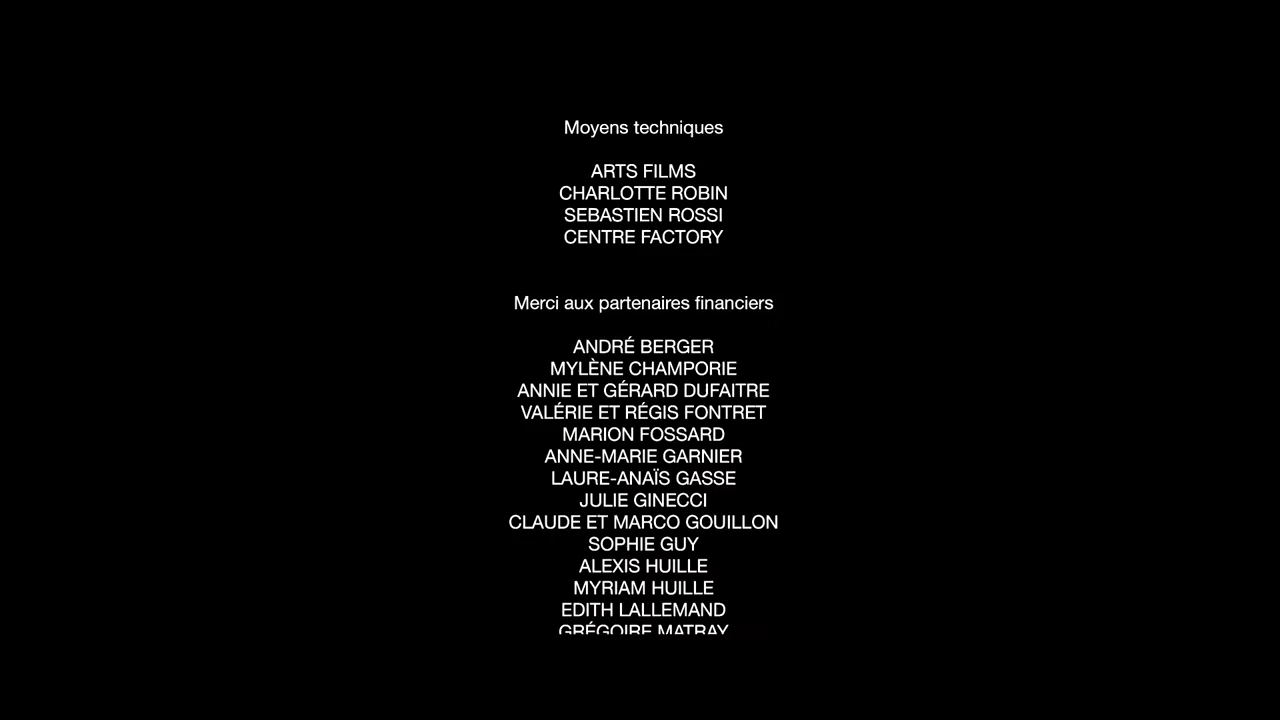 Moyens techniques
ARTS FILMS
CHARLOTTE ROBIN
SEBASTIEN ROSSI
CENTRE FACTORY
Merci aux partenaires financiers
ANDRÉ BERGER
MYLÈNE CHAMPORIE
ANNIE ET GÉRARD DUFAITRE
VALÉRIE ET RÉGIS FONTRET
MARION FOSSARD
ANNE-MARIE GARNIER
LAURE-ANAÏS GASSE
JULIE GINECCI
CLAUDE ET MARCO GOUILLON
SOPHIE GUY
ALEXIS HUILLE
MYRIAM HUILLE
EDITH LALLEMAND
GRÉGOIRE MATRAY